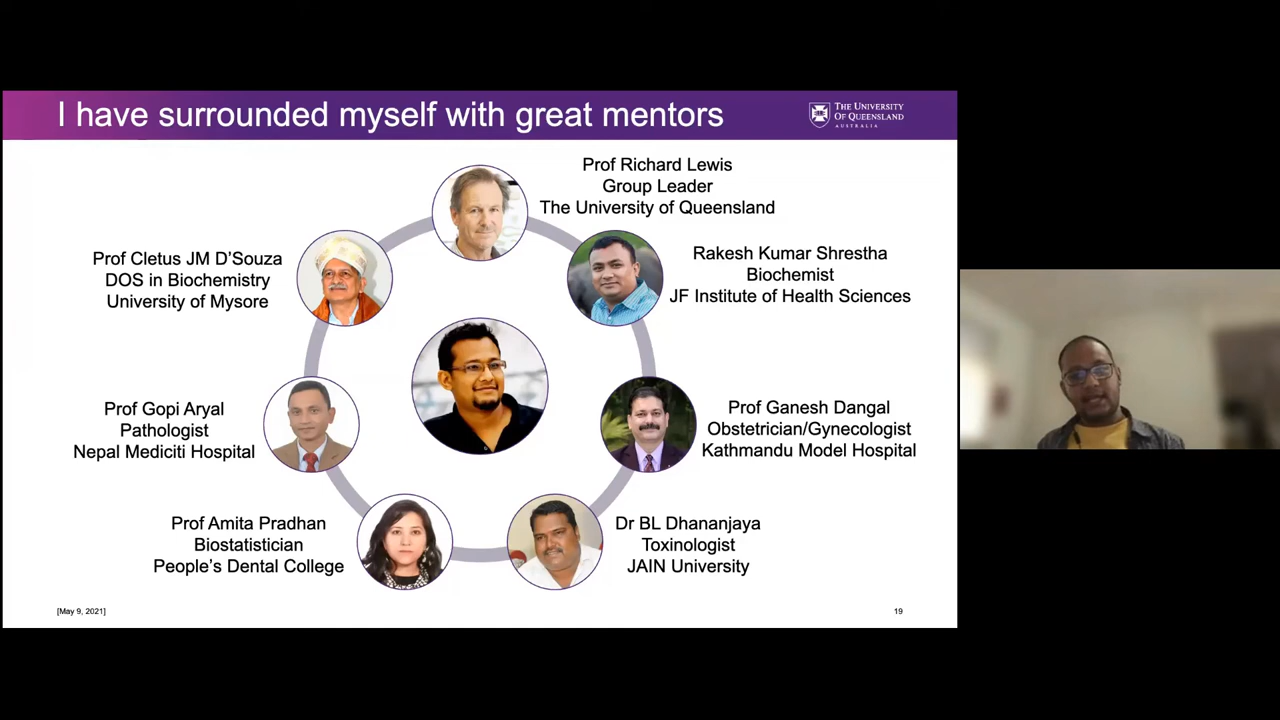 I have surrounded myself with great mentors
THE UNIVERSITY
OF QUEENSLAND
AUSTRALIA
Prof Richard Lewis
Group Leader
The University of Queensland
Rakesh Kumar Shrestha
Biochemist
JF Institute of Health Sciences
Prof Cletus JM D’Souza
DOS in Biochemistry
University of Mysore
Prof Ganesh Dangal
Obstetrician/Gynecologist
Kathmandu Model Hospital
Prof Gopi Aryal
Pathologist
Nepal Mediciti Hospital
Dr BL Dhananjaya
Toxinologist
JAIN University
Prof Amita Pradhan
Biostatistician
People’s Dental College
[May 9, 2021]
19